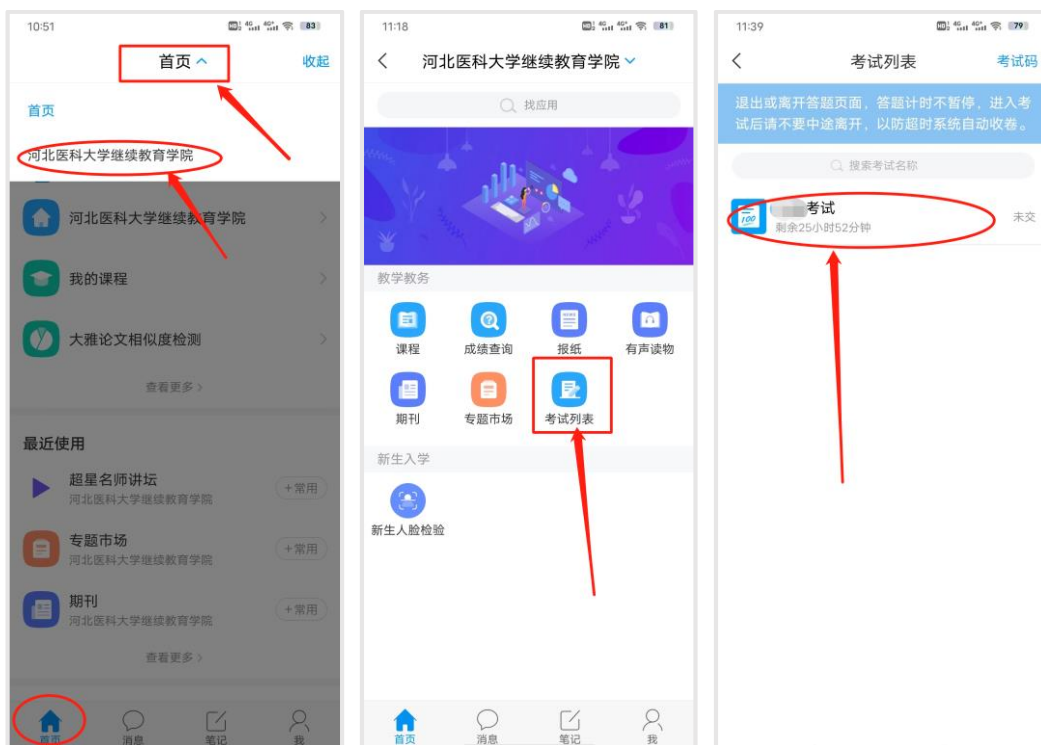 10:51
83
首页
收起
首页
河北医科大学继续教育学院
河北医科大学继续教育学院
我的课程
大雅论文相似度检测
查看更多
最近使用
超星名师讲坛
河北医科大学继续教育学院
+常用
专题市场
河北医科大学继续教育学院
+常用
期刊
河北医科大学继续教育学院
+常用
查看更多
首页 消息 笔记 我
11:18
81
河北医科大学继续教育学院
找应用
教学教务
课程 成绩查询 报纸 有声读物
期刊 专题市场 考试列表
新生入学
新生人脸检验
首页 消息 笔记 我
11:39
79
考试列表
考试码
退出或离开答题页面，答题计时不暂停，进入考
试后请不要中途离开，以防超时系统自动收卷。
搜索考试名称
100
考试
剩余25小时52分钟
未交